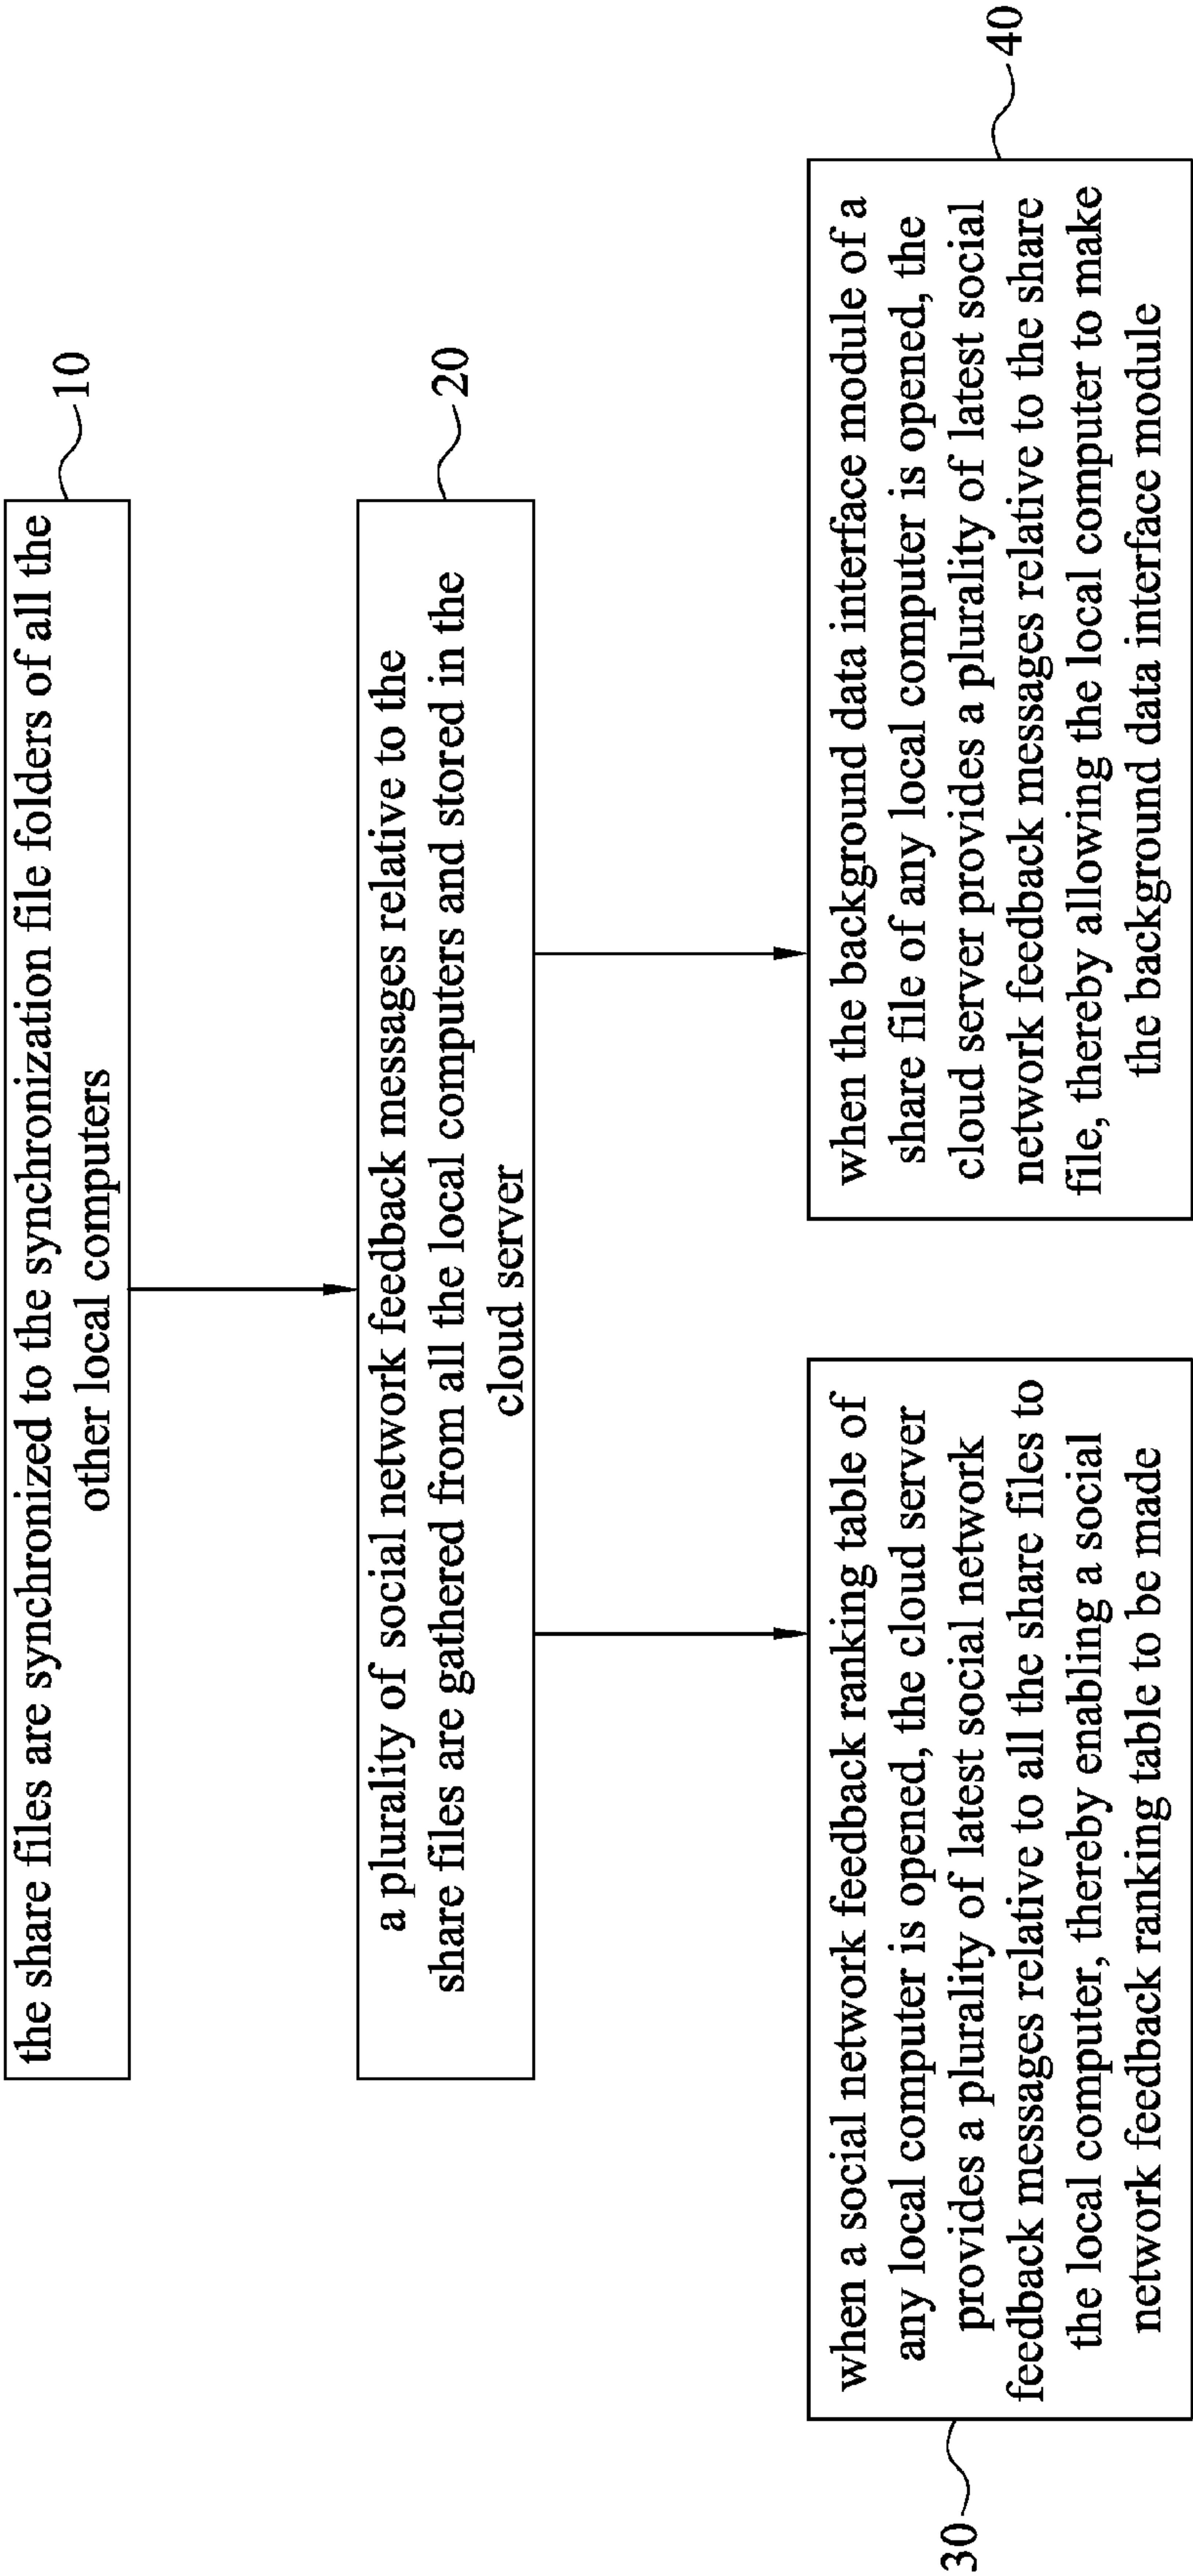 the share files are synchronized to the synchronization file folders of all the
other local computers
10
a plurality of social network feedback messages relative to the
share files are gathered from all the local computers and stored in the
cloud server
20
when a social network feedback ranking table of
any local computer is opened, the cloud server
provides a plurality of latest social network
feedback messages relative to all the share files to
the local computer, thereby enabling a social
network feedback ranking table to be made
30
when the background data interface module of a
share file of any local computer is opened, the
cloud server provides a plurality of latest social
network feedback messages relative to the share
file, thereby allowing the local computer to make
the background data interface module
40